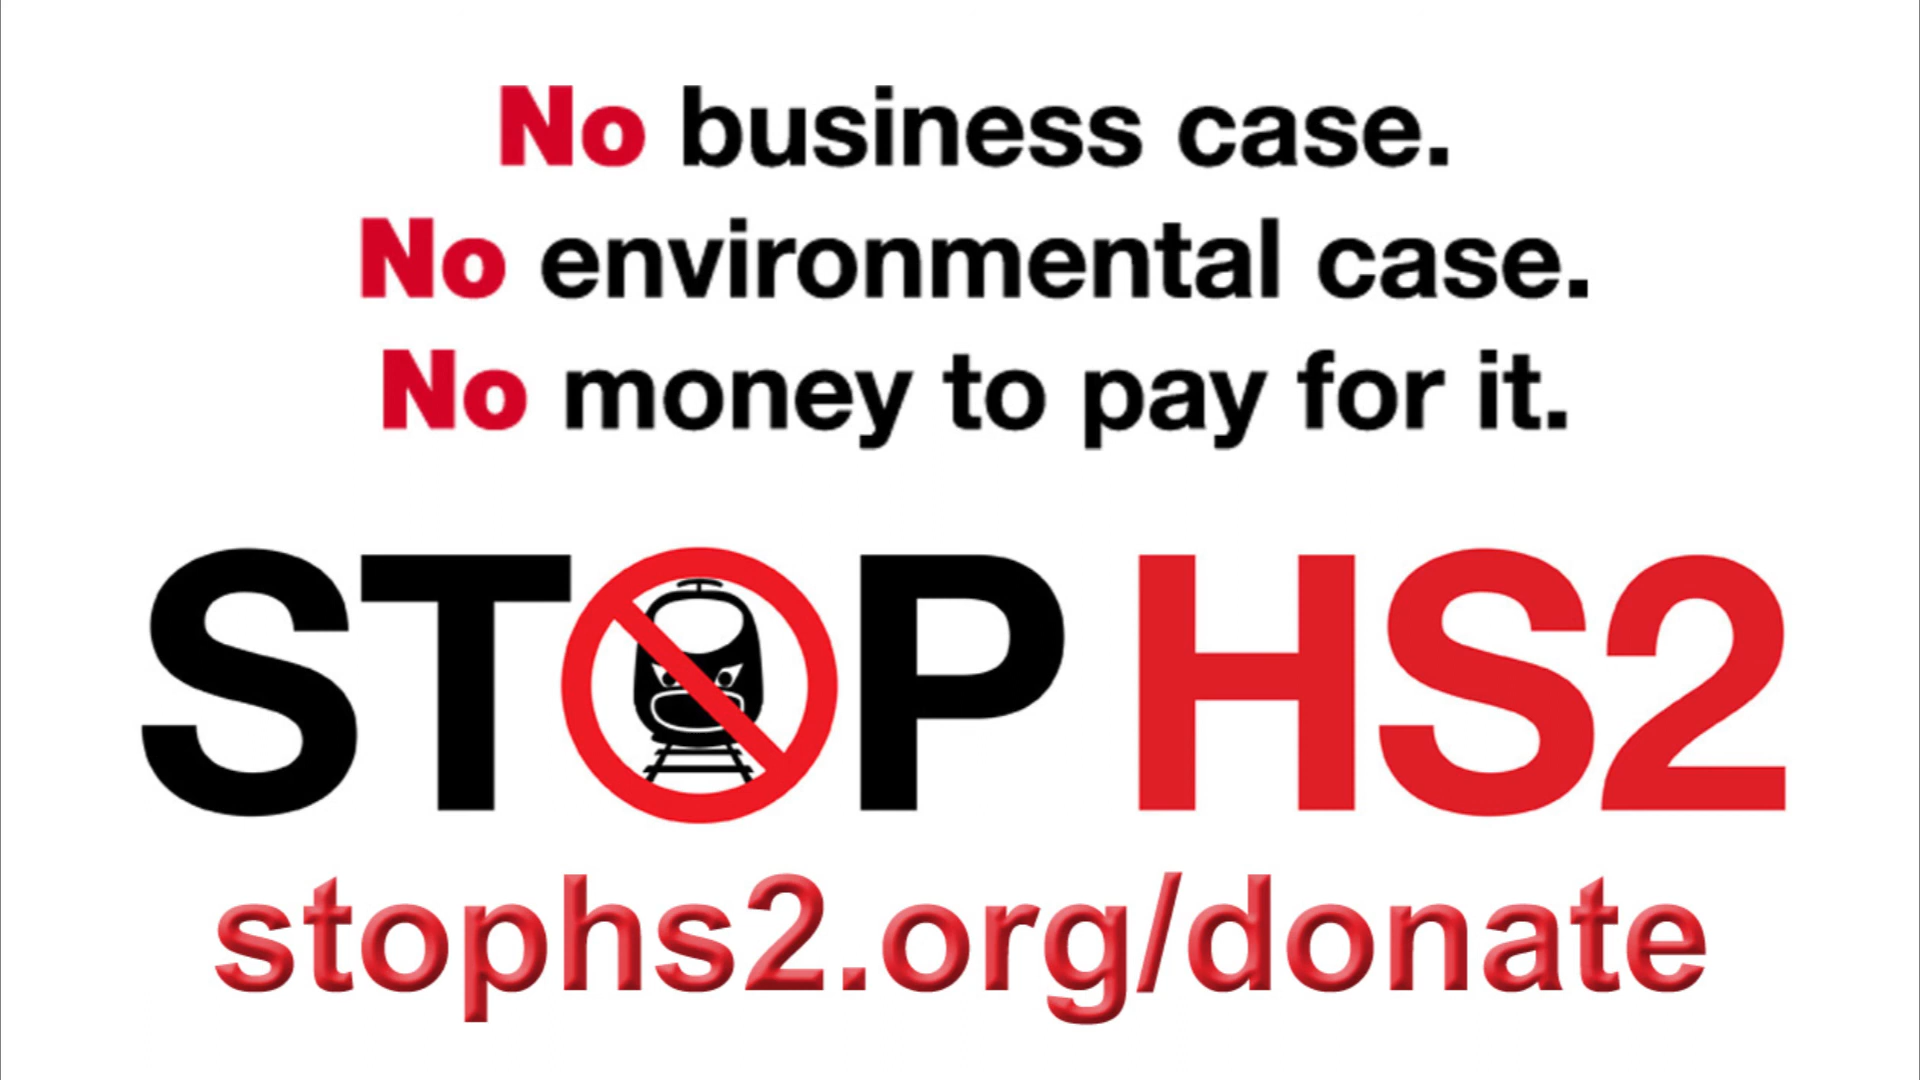 No business case.
No environmental case.
No money to pay for it.
STOP HS2
stophs2.org/donate